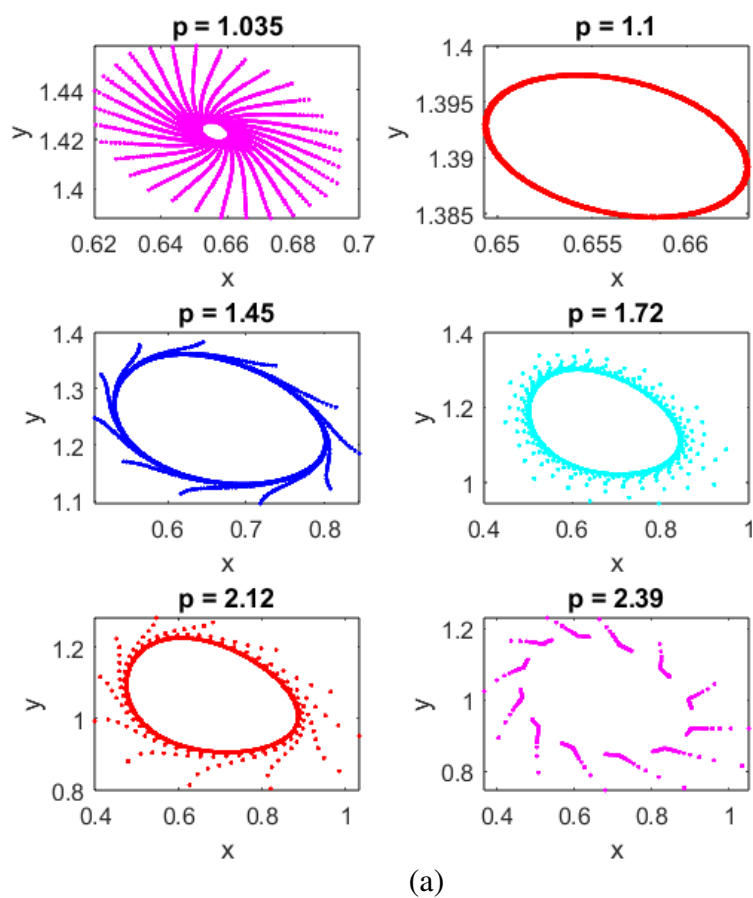 p = 1.035
y
1.44
1.42
1.4
0.62 0.64 0.66 0.68 0.7
x
p = 1.1
y
1.4
1.395
1.39
1.385
0.65 0.655 0.66
x
p = 1.45
y
1.4
1.3
1.2
1.1
0.6 0.7 0.8
x
p = 1.72
y
1.4
1.2
1
0.4 0.6 0.8 1
x
p = 2.12
y
1.2
1
0.8
0.4 0.6 0.8 1
x
p = 2.39
y
1.2
1
0.8
0.4 0.6 0.8 1
x
(a)